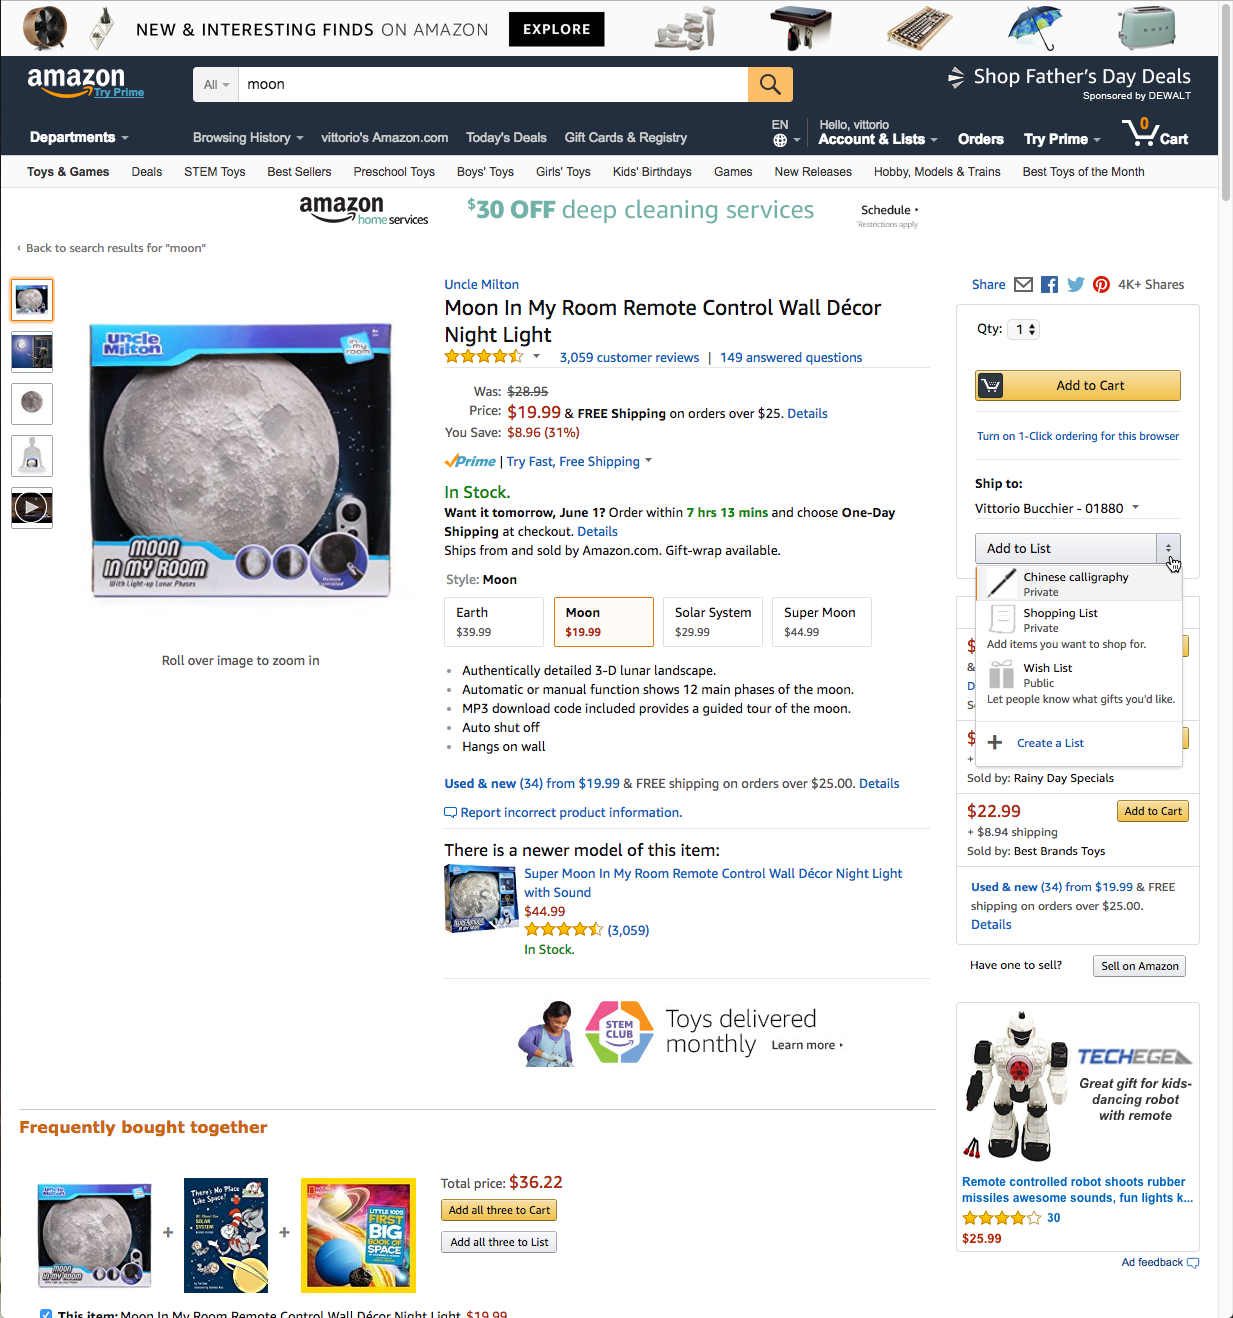 NEW & INTERESTING FINDS ON AMAZON
EXPLORE
amazon
Try Prime
All
moon
Shop Father's Day Deals
Sponsored by DEWALT
Departments
Browsing History
vittorio's Amazon.com
Today's Deals
Gift Cards & Registry
EN
Hello, vittorio
Account & Lists
Orders
Try Prime
0
Cart
Toys & Games
Deals
STEM Toys
Best Sellers
Preschool Toys
Boys' Toys
Girls' Toys
Kids' Birthdays
Games
New Releases
Hobby, Models & Trains
Best Toys of the Month
amazon
home services
$30 OFF deep cleaning services
Schedule ▸
*Restrictions apply
‹ Back to search results for "moon"
uncle
Milton
in my
room
MOON
IN MY ROOM
With Light-up Lunar Phases
Remote
Controlled
Roll over image to zoom in
Uncle Milton
Moon In My Room Remote Control Wall Décor
Night Light
3,059 customer reviews | 149 answered questions
Was: $28.95
Price: $19.99 & FREE Shipping on orders over $25. Details
You Save: $8.96 (31%)
Prime | Try Fast, Free Shipping
In Stock.
Want it tomorrow, June 1? Order within 7 hrs 13 mins and choose One-Day
Shipping at checkout. Details
Ships from and sold by Amazon.com. Gift-wrap available.
Style: Moon
Earth
$39.99
Moon
$19.99
Solar System
$29.99
Super Moon
$44.99
Authentically detailed 3-D lunar landscape.
Automatic or manual function shows 12 main phases of the moon.
MP3 download code included provides a guided tour of the moon.
Auto shut off
Hangs on wall
Used & new (34) from $19.99 & FREE shipping on orders over $25.00. Details
Report incorrect product information.
There is a newer model of this item:
Super Moon In My Room Remote Control Wall Décor Night Light
with Sound
$44.99
(3,059)
In Stock.
STEM
CLUB
Toys delivered
monthly
Learn more ▸
Share
4K+ Shares
Qty: 1
Add to Cart
Turn on 1-Click ordering for this browser
Ship to:
Vittorio Bucchier - 01880
Add to List
Chinese calligraphy
Private
Shopping List
Private
Add items you want to shop for.
Wish List
Public
Let people know what gifts you'd like.
Create a List
Sold by: Rainy Day Specials
$22.99
Add to Cart
+ $8.94 shipping
Sold by: Best Brands Toys
Used & new (34) from $19.99 & FREE
shipping on orders over $25.00.
Details
Have one to sell?
Sell on Amazon
TECHEGE
Great gift for kids-
dancing robot
with remote
Remote controlled robot shoots rubber
missiles awesome sounds, fun lights k...
30
$25.99
Ad feedback
Frequently bought together
MOON
IN MY ROOM
+
There's No Place
Like Space!
+
LITTLE KIDS
FIRST
BIG
BOOK OF
SPACE
Total price: $36.22
Add all three to Cart
Add all three to List
This item: Moon In My Room Remote Control Wall Décor Night Light $19.99